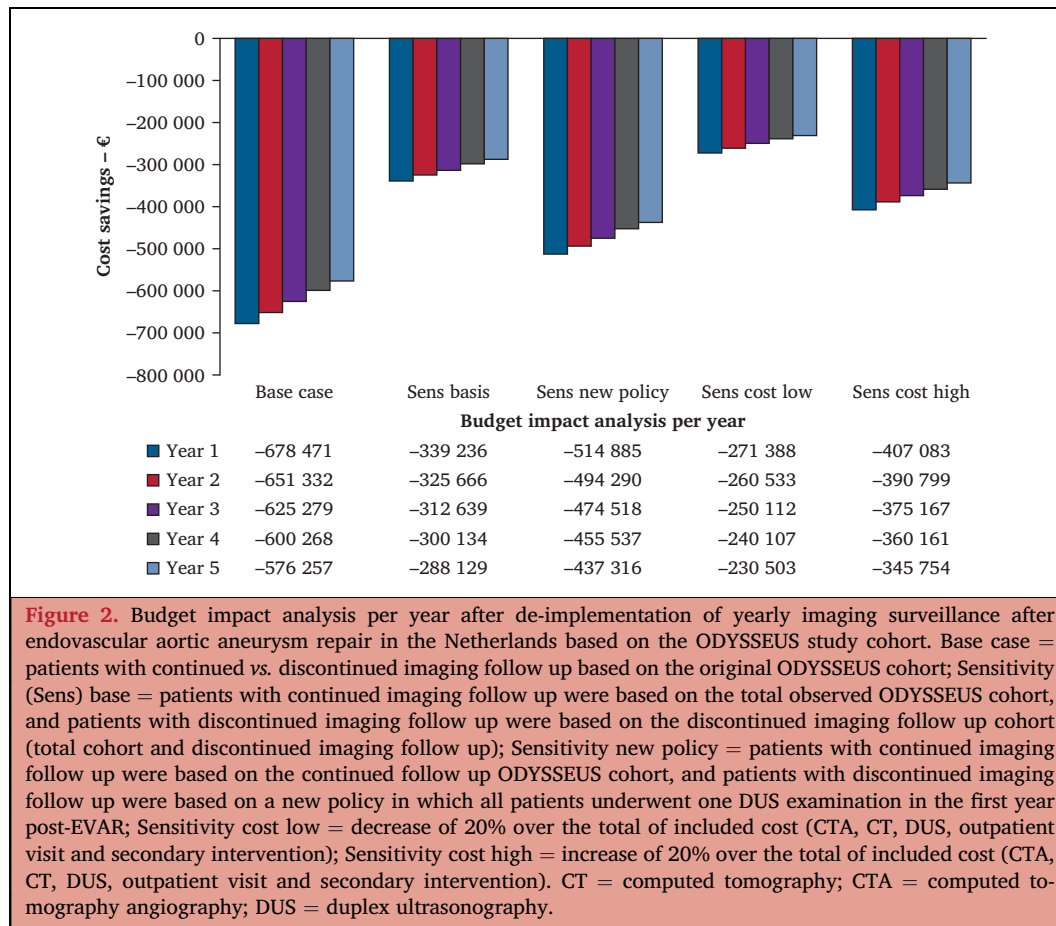 0
–100 000
–200 000
–300 000
–400 000
–500 000
–600 000
–700 000
–800 000
Cost savings – €
Base case Sens basis Sens new policy Sens cost low Sens cost high
Budget impact analysis per year
Year 1 –678 471 –339 236 –514 885 –271 388 –407 083
Year 2 –651 332 –325 666 –494 290 –260 533 –390 799
Year 3 –625 279 –312 639 –474 518 –250 112 –375 167
Year 4 –600 268 –300 134 –455 537 –240 107 –360 161
Year 5 –576 257 –288 129 –437 316 –230 503 –345 754
Figure 2. Budget impact analysis per year after de-implementation of yearly imaging surveillance after
endovascular aortic aneurysm repair in the Netherlands based on the ODYSSEUS study cohort. Base case =
patients with continued vs. discontinued imaging follow up based on the original ODYSSEUS cohort; Sensitivity
(Sens) base = patients with continued imaging follow up were based on the total observed ODYSSEUS cohort,
and patients with discontinued imaging follow up were based on the discontinued imaging follow up cohort
(total cohort and discontinued imaging follow up); Sensitivity new policy = patients with continued imaging
follow up were based on the continued follow up ODYSSEUS cohort, and patients with discontinued imaging
follow up were based on a new policy in which all patients underwent one DUS examination in the first year
post-EVAR; Sensitivity cost low = decrease of 20% over the total of included cost (CTA, CT, DUS, outpatient
visit and secondary intervention); Sensitivity cost high = increase of 20% over the total of included cost (CTA,
CT, DUS, outpatient visit and secondary intervention). CT = computed tomography; CTA = computed to-
mography angiography; DUS = duplex ultrasonography.